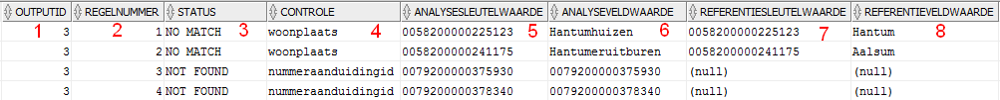 OUTPUTID REGELNUMMER STATUS CONTROLE ANALYSESLEUTELWAARDE ANALYSEVELDWAARDE REFERENTIESLEUTELWAARDE REFERENTIEVELDWAARDE
1 3 2 1 NO MATCH 3 woonplaats 4 0058200000225123 5 Hantumhuizen 6 0058200000225123 7 Hantum 8
3 2 NO MATCH woonplaats 0058200000241175 Hantumeruitburen 0058200000241175 Aalsum
3 3 NOT FOUND nummeraanduidingid 0079200000375930 0079200000375930 (null) (null)
3 4 NOT FOUND nummeraanduidingid 0079200000378340 0079200000378340 (null) (null)